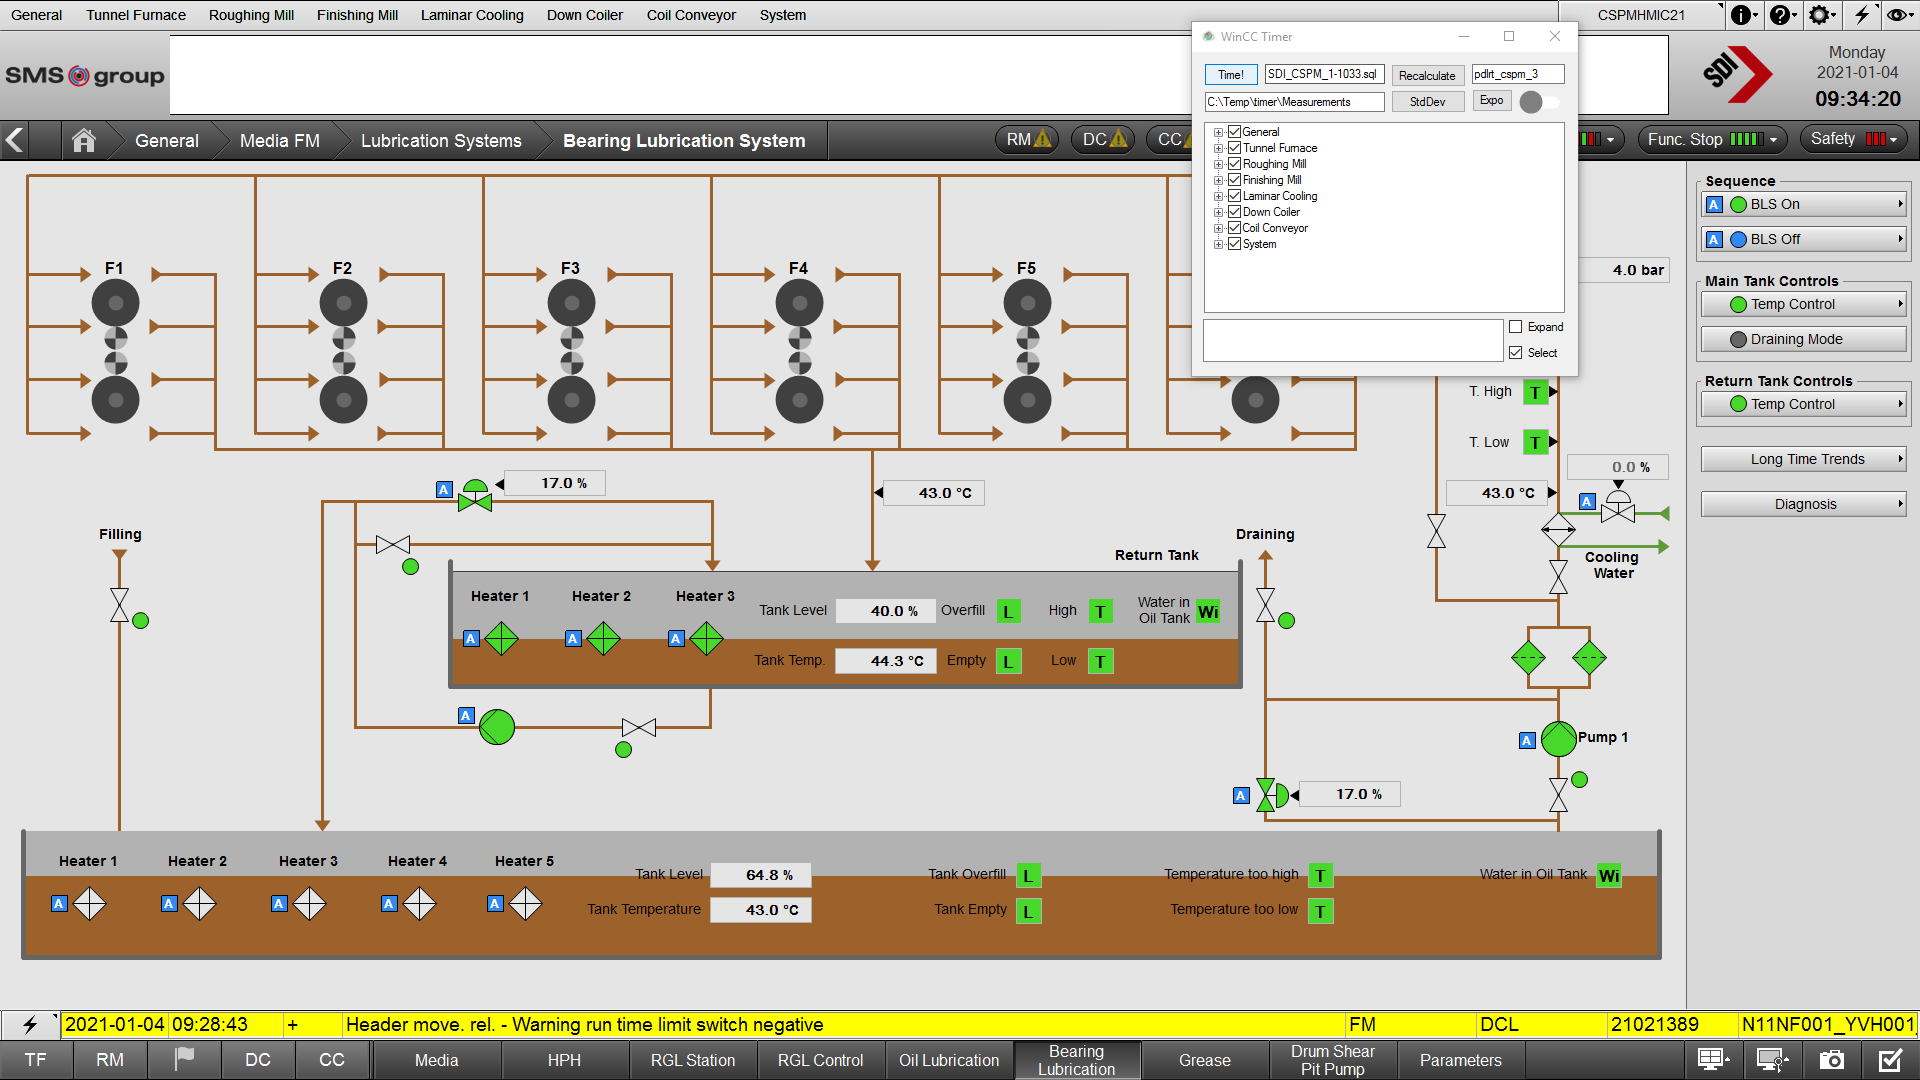 General Tunnel Furnace Roughing Mill Finishing Mill Laminar Cooling Down Coiler Coil Conveyor System CSPMHMIC21
SMS group
SDI
Monday
2021-01-04
09:34:20
WinCC Timer
Time! SDI_CSPM_1-1033.sql Recalculate pdlrt_cspm_3
C:\Temp\timer\Measurements StdDev Expo
General
Tunnel Furnace
Roughing Mill
Finishing Mill
Laminar Cooling
Down Coiler
Coil Conveyor
System
Expand
Select
General Media FM Lubrication Systems Bearing Lubrication System RM DC CC Func. Stop Safety
F1 F2 F3 F4 F5
4.0 bar
T. High T
T. Low T
0.0 %
A 17.0 %
43.0 °C
43.0 °C
A
Cooling
Water
Filling
Draining
Return Tank
Heater 1 Heater 2 Heater 3
A A A
Tank Level 40.0 % Overfill L High T Water in
Oil Tank Wi
Tank Temp. 44.3 °C Empty L Low T
A
A Pump 1
A 17.0 %
Heater 1 Heater 2 Heater 3 Heater 4 Heater 5
A A A A A
Tank Level 64.8 % Tank Overfill L Temperature too high T Water in Oil Tank Wi
Tank Temperature 43.0 °C Tank Empty L Temperature too low T
Sequence
A BLS On
A BLS Off
Main Tank Controls
Temp Control
Draining Mode
Return Tank Controls
Temp Control
Long Time Trends
Diagnosis
2021-01-04 09:28:43 + Header move. rel. - Warning run time limit switch negative FM DCL 21021389 N11NF001_YVH001
TF RM DC CC Media HPH RGL Station RGL Control Oil Lubrication Bearing
Lubrication Grease Drum Shear
Pit Pump Parameters